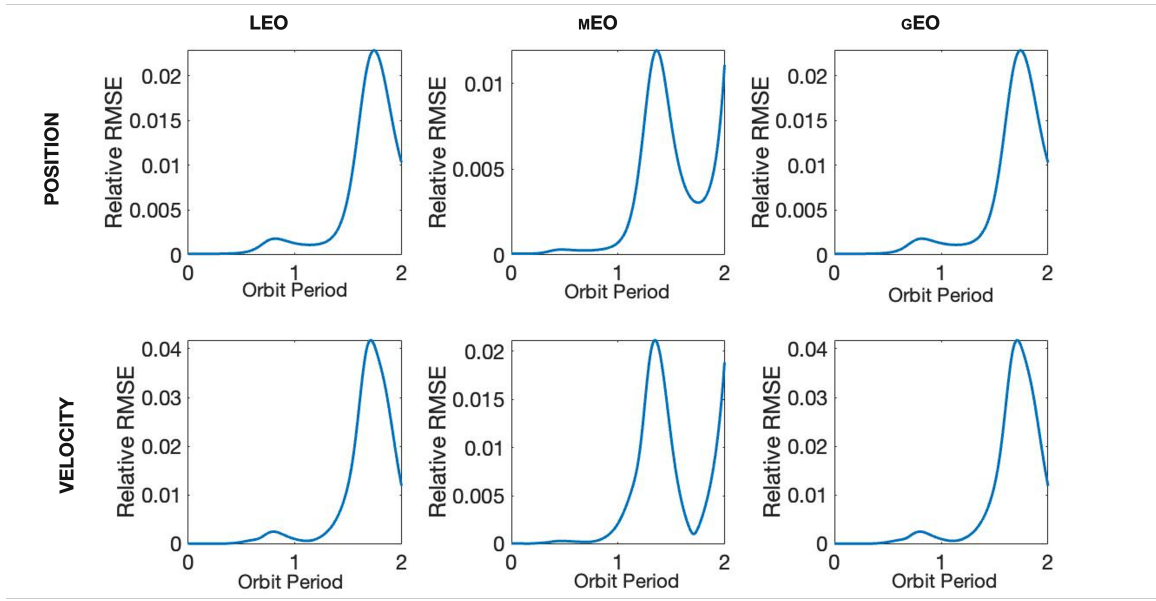 LEO MEO GEO
POSITION
Relative RMSE
0.02
0.015
0.01
0.005
0
0 1 2
Orbit Period
Relative RMSE
0.01
0.005
0
0 1 2
Orbit Period
Relative RMSE
0.02
0.015
0.01
0.005
0
0 1 2
Orbit Period
VELOCITY
Relative RMSE
0.04
0.03
0.02
0.01
0
0 1 2
Orbit Period
Relative RMSE
0.02
0.015
0.01
0.005
0
0 1 2
Orbit Period
Relative RMSE
0.04
0.03
0.02
0.01
0
0 1 2
Orbit Period